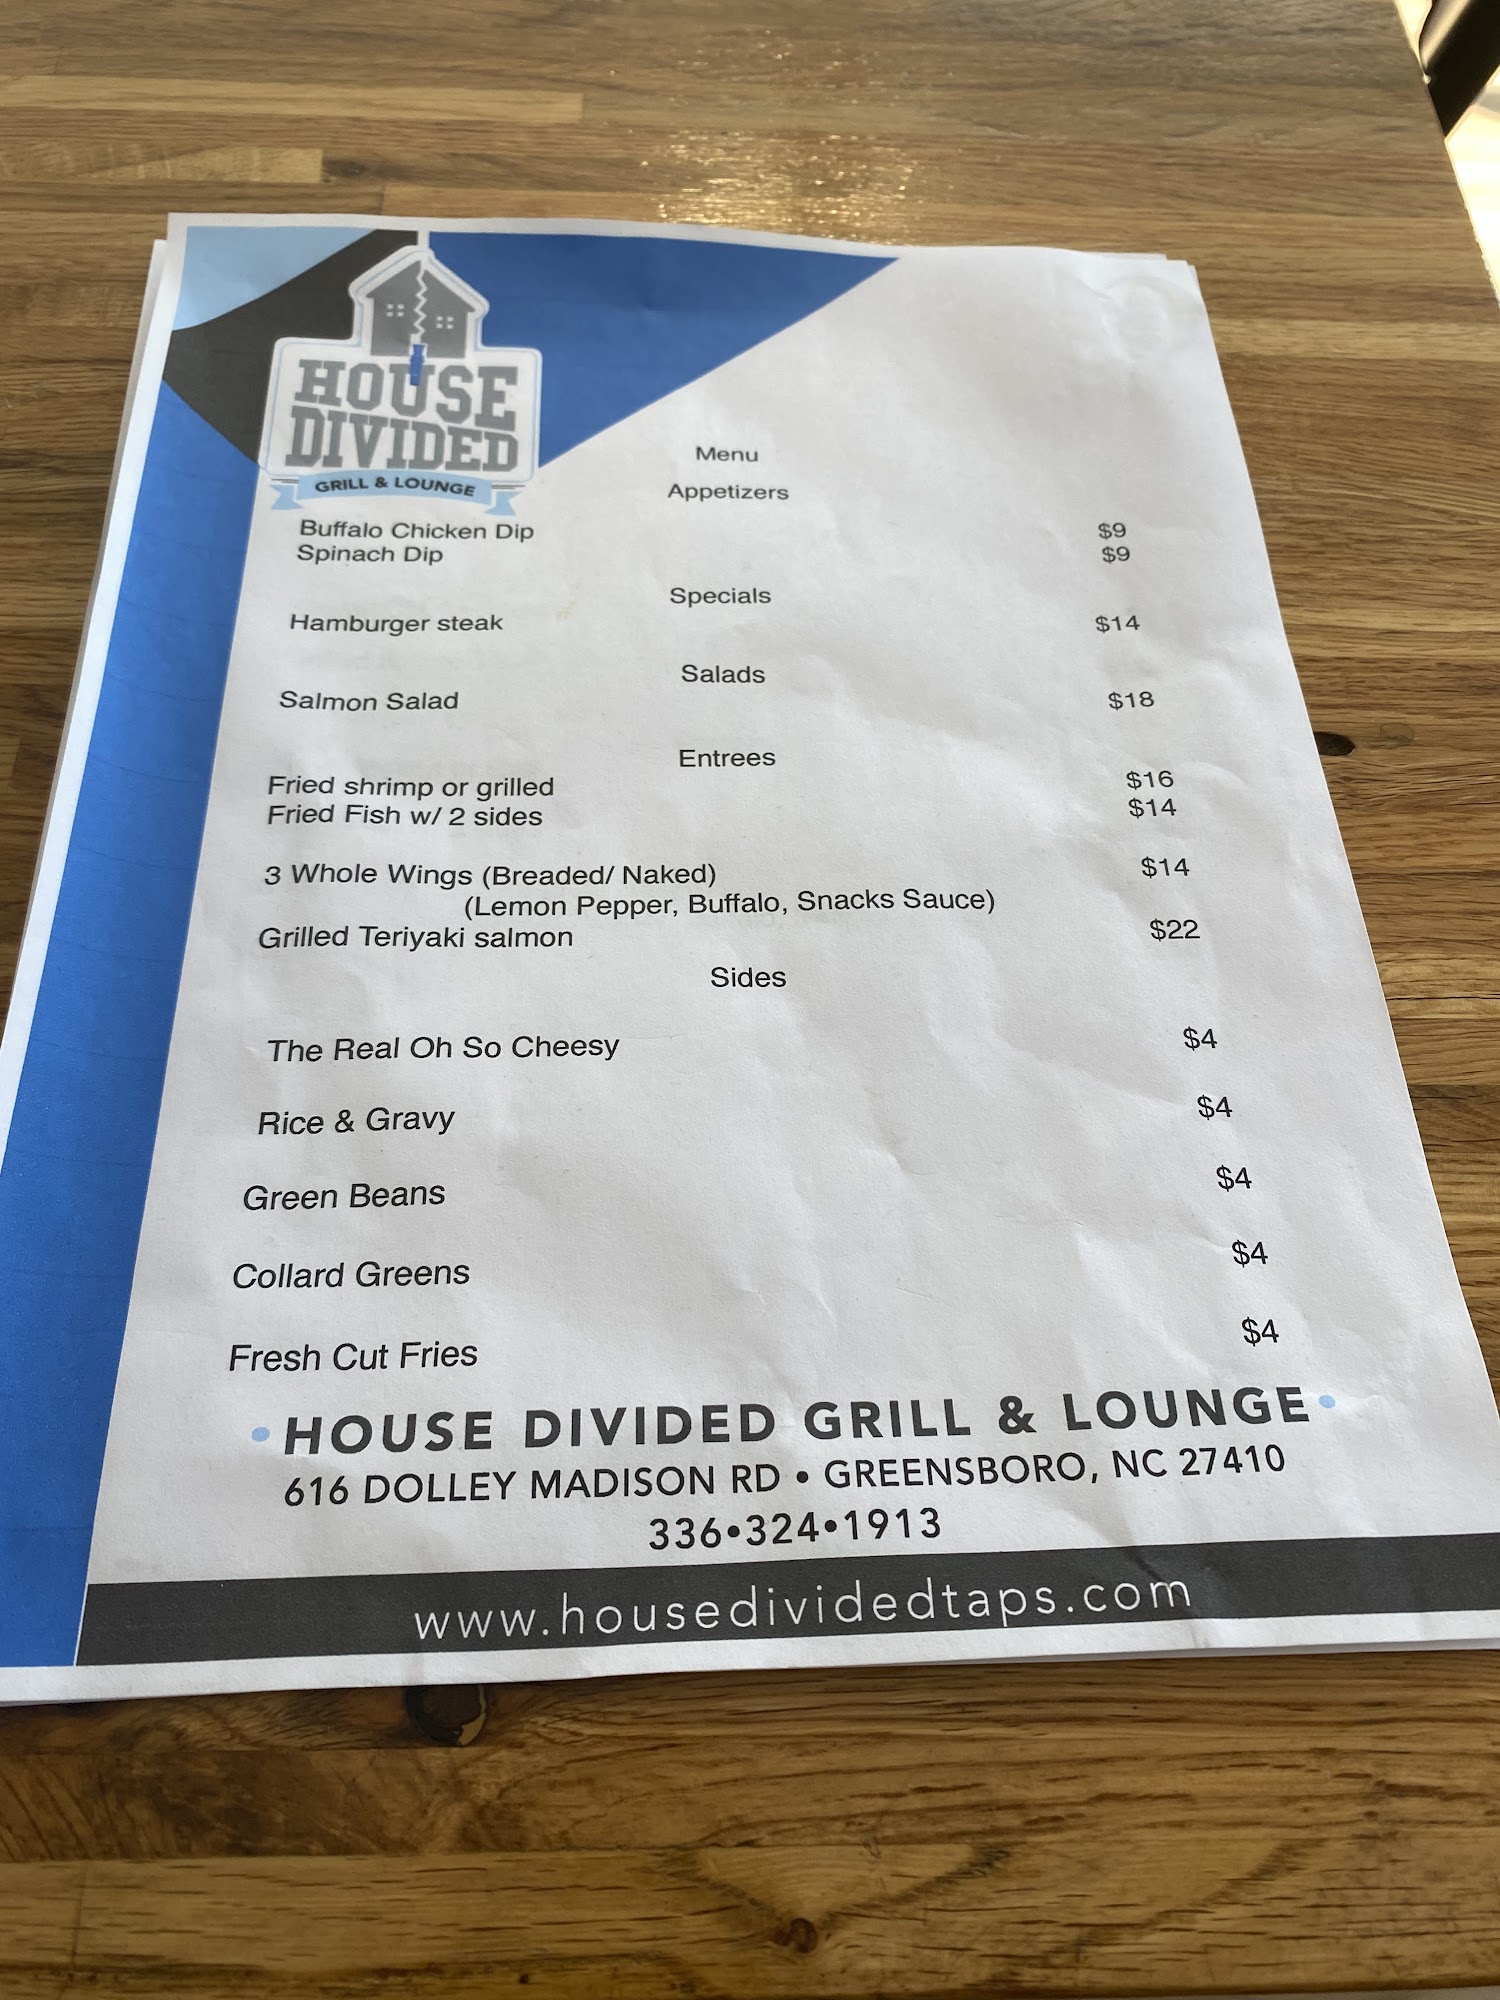 HOUSE
DIVIDED
GRILL & LOUNGE
Menu
Appetizers
Buffalo Chicken Dip $9
Spinach Dip $9
Specials
Hamburger steak $14
Salads
Salmon Salad $18
Entrees
Fried shrimp or grilled $16
Fried Fish w/ 2 sides $14
3 Whole Wings (Breaded/ Naked) $14
(Lemon Pepper, Buffalo, Snacks Sauce)
Grilled Teriyaki salmon $22
Sides
The Real Oh So Cheesy $4
Rice & Gravy $4
Green Beans $4
Collard Greens $4
Fresh Cut Fries $4
• HOUSE DIVIDED GRILL & LOUNGE •
616 DOLLEY MADISON RD • GREENSBORO, NC 27410
336•324•1913
www.housedividedtaps.com